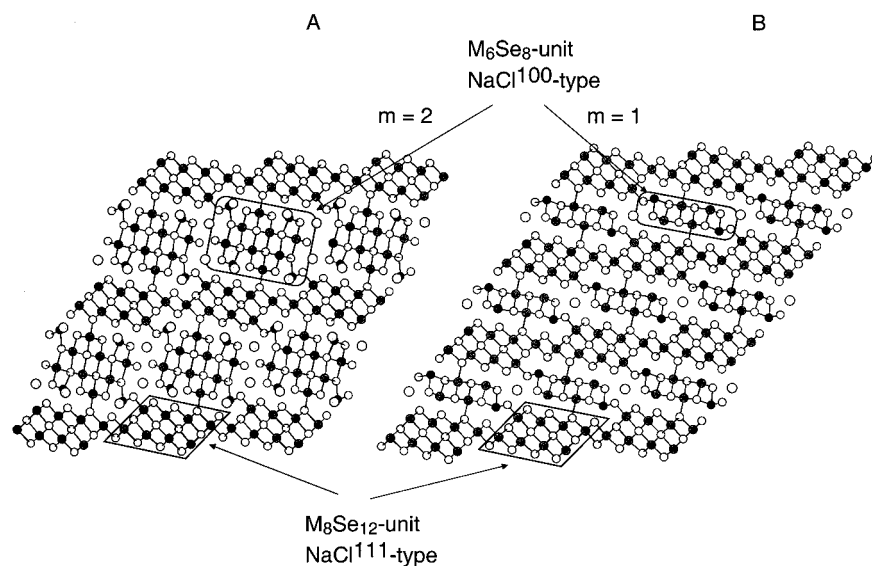 A
B
M₆Se₈-unit
NaCl¹⁰⁰-type
m = 2
m = 1
M₈Se₁₂-unit
NaCl¹¹¹-type